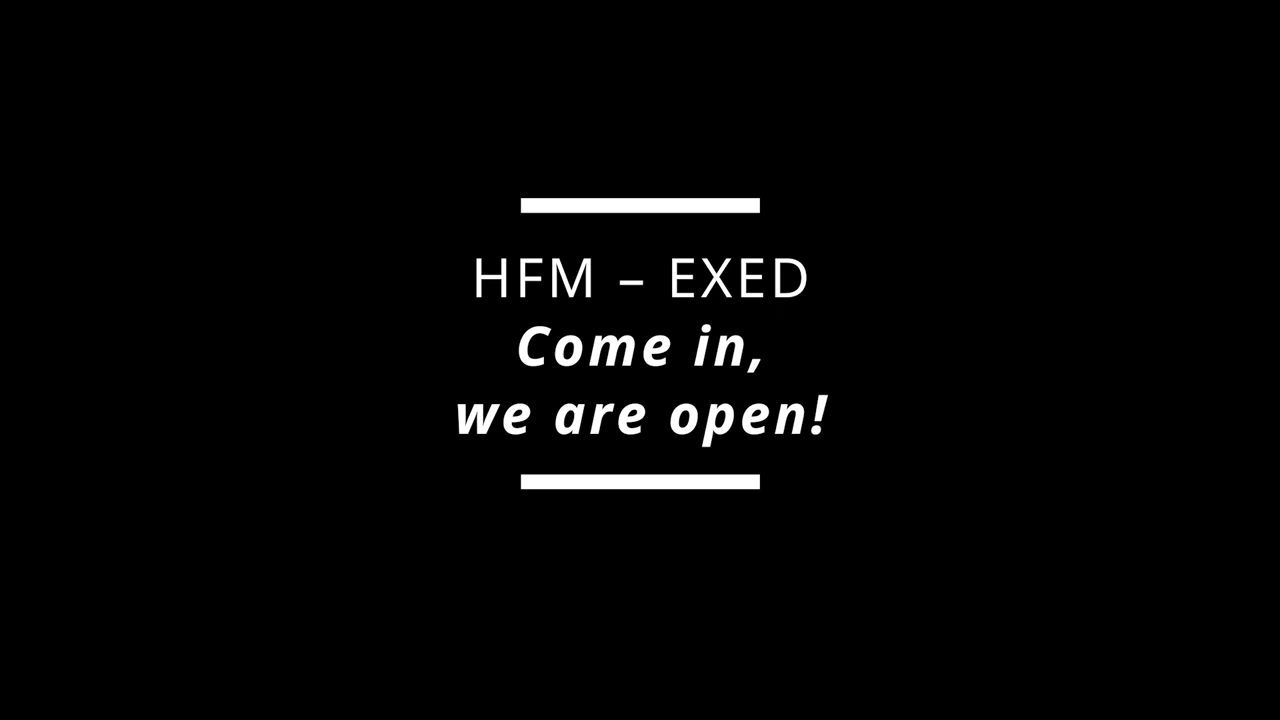 HFM – EXED
Come in,
we are open!